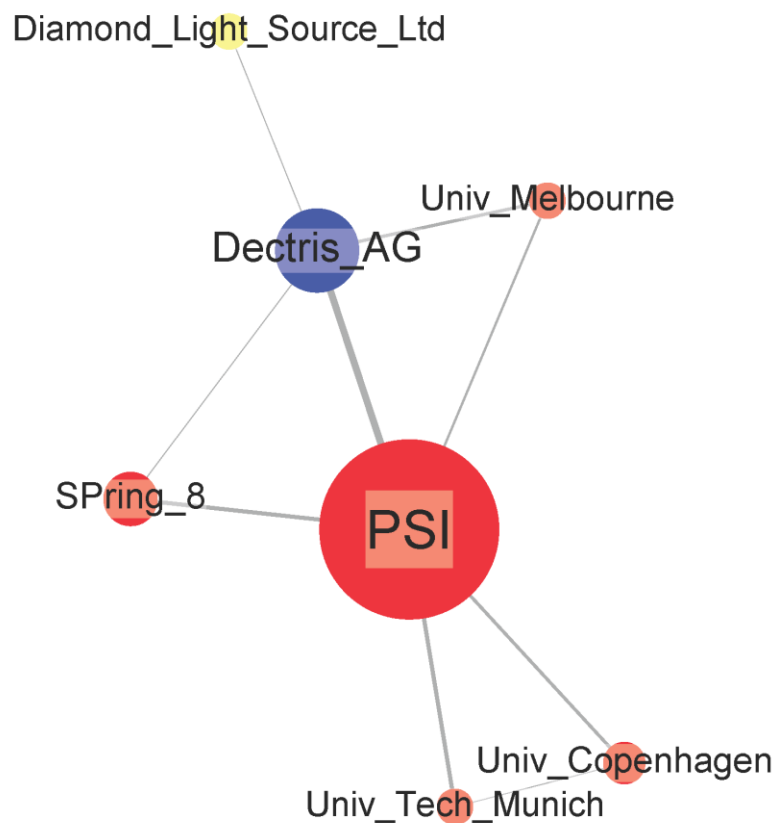 Diamond_Light_Source_Ltd
Univ_Melbourne
Dectris_AG
SPring_8
PSI
Univ_Copenhagen
Univ_Tech_Munich